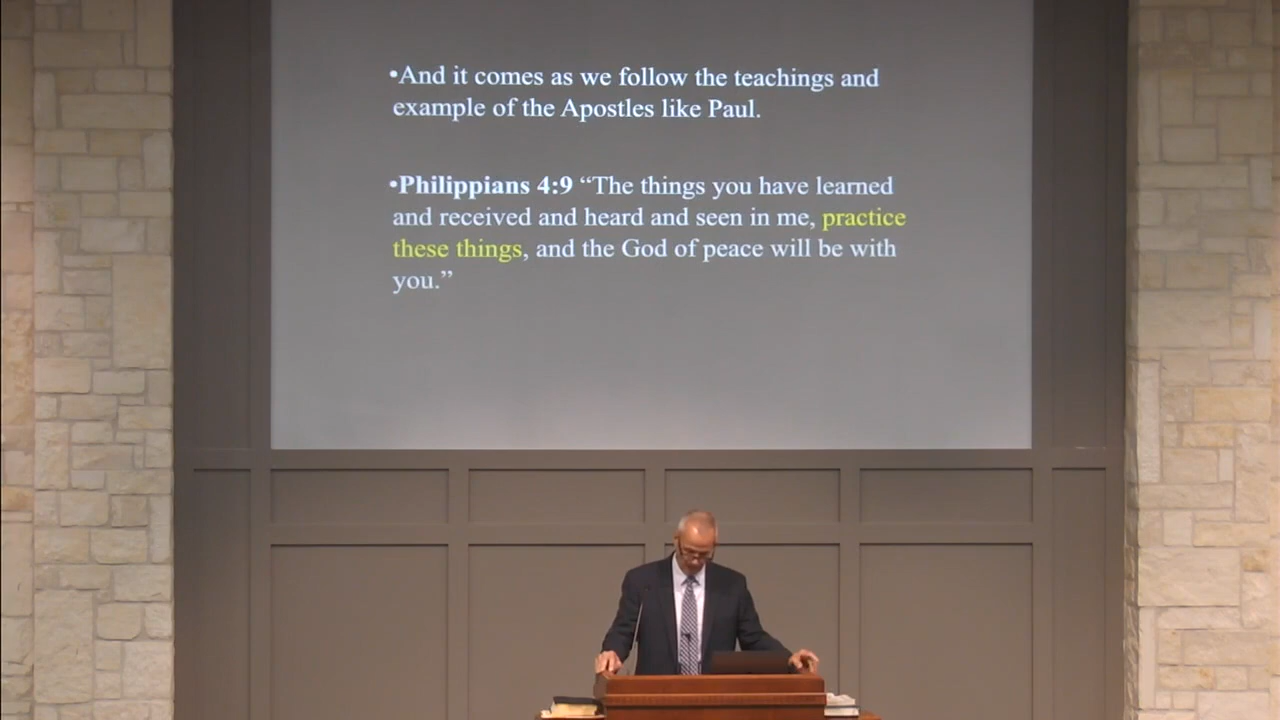 •And it comes as we follow the teachings and
example of the Apostles like Paul.
•Philippians 4:9 “The things you have learned
and received and heard and seen in me, practice
these things, and the God of peace will be with
you.”